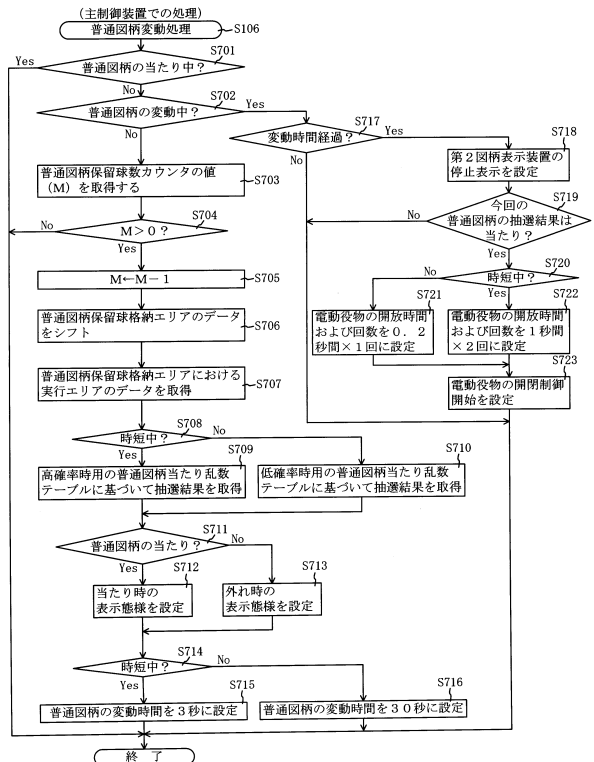 (主制御装置での処理)
普通図柄変動処理
S106
S701
Yes
普通図柄の当たり中？
No
S702
普通図柄の変動中？
Yes
No
S717
変動時間経過？
Yes
No
S718
第２図柄表示装置の
停止表示を設定
普通図柄保留球数カウンタの値
(M) を取得する
S703
S719
今回の
普通図柄の抽選結果は
当たり？
No
Yes
S704
No
M＞0？
Yes
S720
時短中？
No
Yes
M←M－1
S705
S721
電動役物の開放時間
および回数を０．２
秒間×１回に設定
S722
電動役物の開放時間
および回数を１秒間
×２回に設定
普通図柄保留球格納エリアのデータ
をシフト
S706
S723
電動役物の開閉制御
開始を設定
普通図柄保留球格納エリアにおける
実行エリアのデータを取得
S707
S708
時短中？
No
Yes
S709
高確率時用の普通図柄当たり乱数
テーブルに基づいて抽選結果を取得
S710
低確率時用の普通図柄当たり乱数
テーブルに基づいて抽選結果を取得
S711
普通図柄の当たり？
No
Yes
S712
当たり時の
表示態様を設定
S713
外れ時の
表示態様を設定
S714
時短中？
No
Yes
S715
普通図柄の変動時間を３秒に設定
S716
普通図柄の変動時間を３０秒に設定
終 了